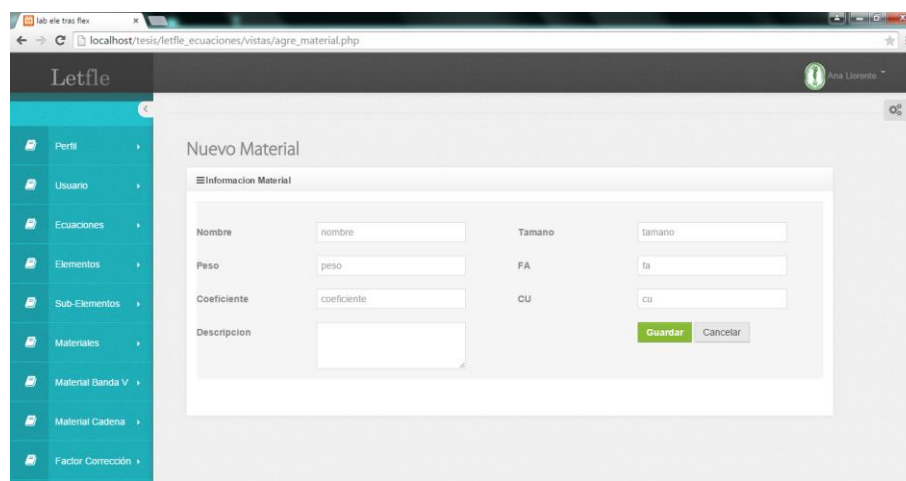 lab ele tras flex
localhost/tesis/letfle_ecuaciones/vistas/agre_material.php
Letfle
Ana Llorente
Perfil
Usuario
Ecuaciones
Elementos
Sub-Elementos
Materiales
Material Banda V
Material Cadena
Factor Corrección
Nuevo Material
Informacion Material
Nombre nombre Tamano tamano
Peso peso FA fa
Coeficiente coeficiente CU cu
Descripcion Guardar Cancelar